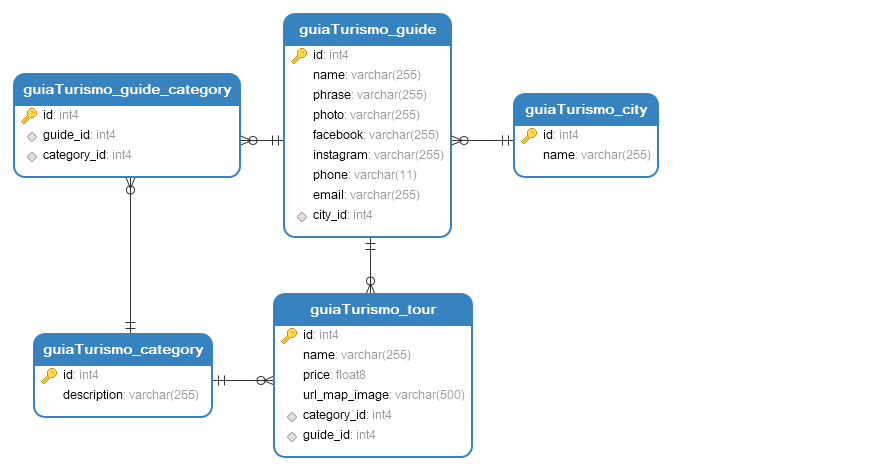 guiaTurismo_guide
id: int4
name: varchar(255)
phrase: varchar(255)
photo: varchar(255)
facebook: varchar(255)
instagram: varchar(255)
phone: varchar(11)
email: varchar(255)
city_id: int4
guiaTurismo_guide_category
id: int4
guide_id: int4
category_id: int4
guiaTurismo_city
id: int4
name: varchar(255)
guiaTurismo_category
id: int4
description: varchar(255)
guiaTurismo_tour
id: int4
name: varchar(255)
price: float8
url_map_image: varchar(500)
category_id: int4
guide_id: int4